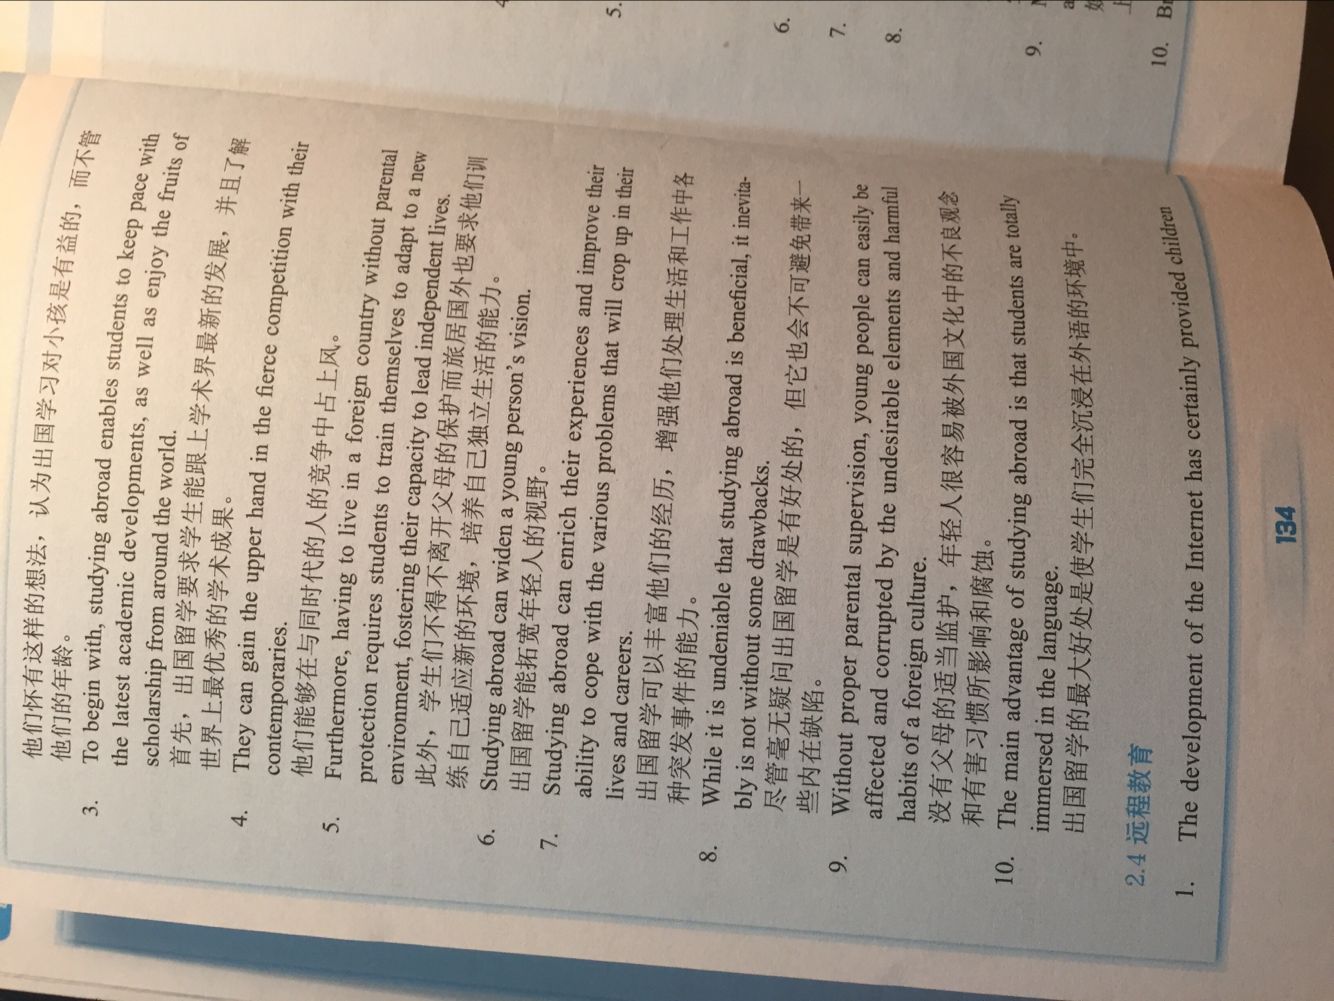 他们怀有这样的想法，认为出国学习对小孩是有益的，而不管
他们的年龄。
3. To begin with, studying abroad enables students to keep pace with
the latest academic developments, as well as enjoy the fruits of
scholarship from around the world.
首先，出国留学要求学生能跟上学术界最新的发展，并且了解
世界上最优秀的学术成果。
4. They can gain the upper hand in the fierce competition with their
contemporaries.
他们能够在与同时代的人的竞争中占上风。
5. Furthermore, having to live in a foreign country without parental
protection requires students to train themselves to adapt to a new
environment, fostering their capacity to lead independent lives.
此外，学生们不得不离开父母的保护而旅居国外也要求他们训
练自己适应新的环境，培养自己独立生活的能力。
6. Studying abroad can widen a young person's vision.
出国留学能拓宽年轻人的视野。
7. Studying abroad can enrich their experiences and improve their
ability to cope with the various problems that will crop up in their
lives and careers.
出国留学可以丰富他们的经历，增强他们处理生活和工作中各
种突发事件的能力。
8. While it is undeniable that studying abroad is beneficial, it inevita-
bly is not without some drawbacks.
尽管毫无疑问出国留学是有好处的，但它也会不可避免带来一
些内在缺陷。
9. Without proper parental supervision, young people can easily be
affected and corrupted by the undesirable elements and harmful
habits of a foreign culture.
没有父母的适当监护，年轻人很容易被外国文化中的不良观念
和有害习惯所影响和腐蚀。
10. The main advantage of studying abroad is that students are totally
immersed in the language.
出国留学的最大好处是使学生们完全沉浸在外语的环境中。
2.4 远程教育
1. The development of the Internet has certainly provided children
134
5.
6.
7.
8.
9.
10.